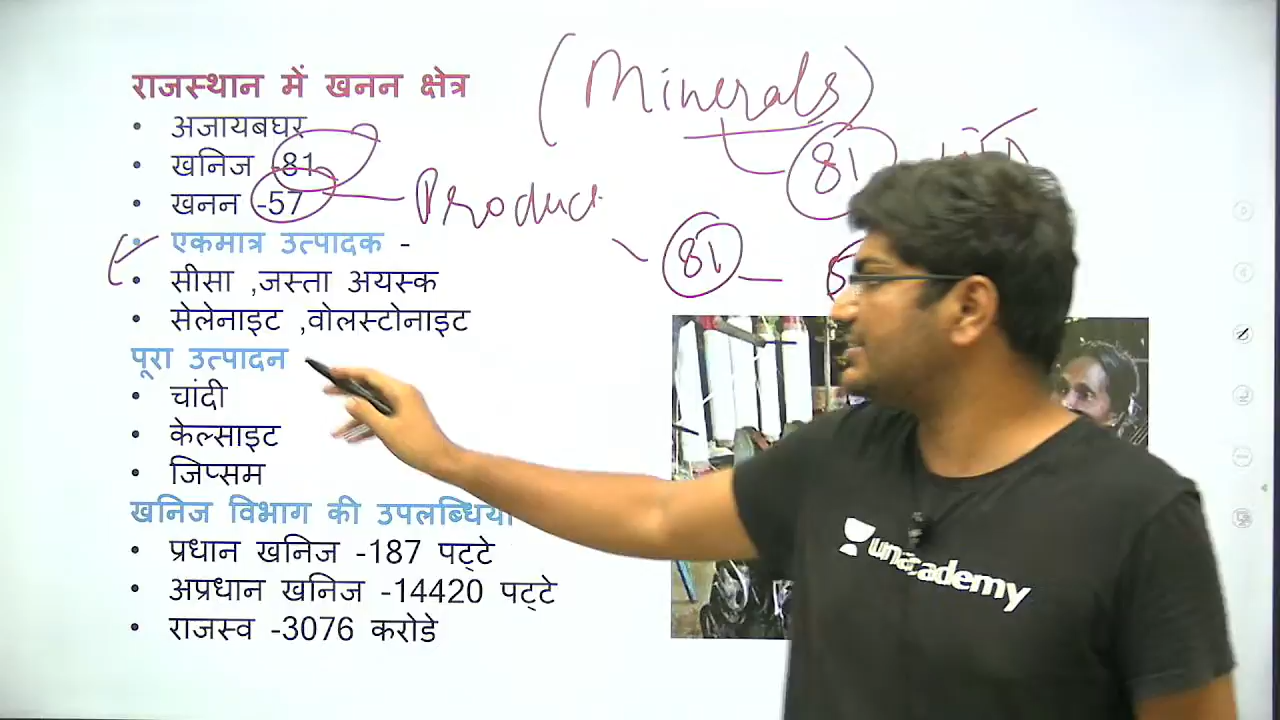 राजस्थान में खनन क्षेत्र
(Minerals)
• अजायबघर
• खनिज -81
81
• खनन -57
Produc
• एकमात्र उत्पादक -
81
• सीसा ,जस्ता अयस्क
• सेलेनाइट ,वोलस्टोनाइट
पूरा उत्पादन
• चांदी
• केल्साइट
• जिप्सम
खनिज विभाग की उपलब्धिया
• प्रधान खनिज -187 पट्टे
• अप्रधान खनिज -14420 पट्टे
• राजस्व -3076 करोडे
unacademy